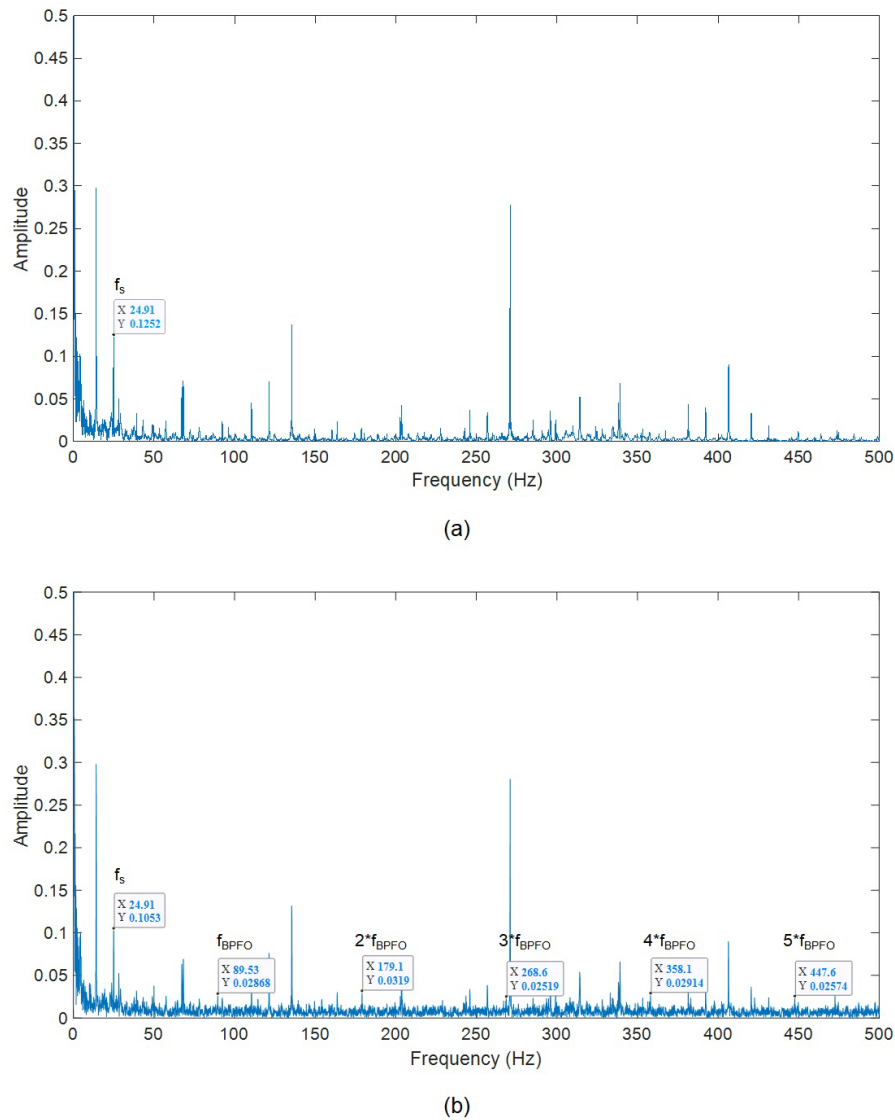 0.5
0.45
0.4
0.35
0.3
0.25
0.2
0.15
0.1
0.05
0
Amplitude
fₛ
X 24.91
Y 0.1252
0 50 100 150 200 250 300 350 400 450 500
Frequency (Hz)
(a)
0.5
0.45
0.4
0.35
0.3
0.25
0.2
0.15
0.1
0.05
0
Amplitude
fₛ
X 24.91
Y 0.1053
f_BPFO
X 89.53
Y 0.02868
2*f_BPFO
X 179.1
Y 0.0319
3*f_BPFO
X 268.6
Y 0.02519
4*f_BPFO
X 358.1
Y 0.02914
5*f_BPFO
X 447.6
Y 0.02574
0 50 100 150 200 250 300 350 400 450 500
Frequency (Hz)
(b)